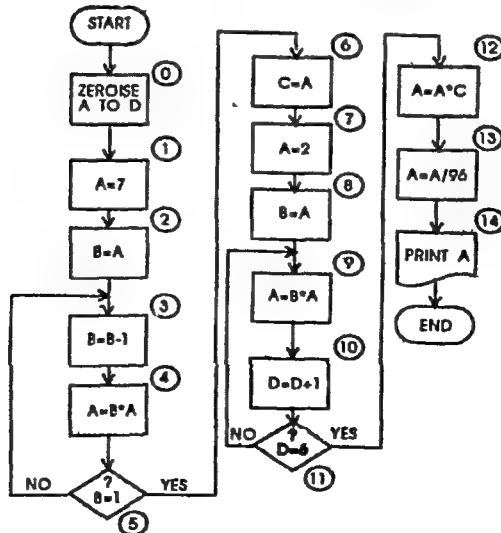 START
0
ZEROISE
A TO D
1
A=7
2
B=A
3
B=B-1
4
A=B*A
?
B=1
NO
YES
5
6
C=A
7
A=2
8
B=A
9
A=B*A
10
D=D+1
?
D=6
NO
YES
11
12
A=A*C
13
A=A/96
14
PRINT A
END